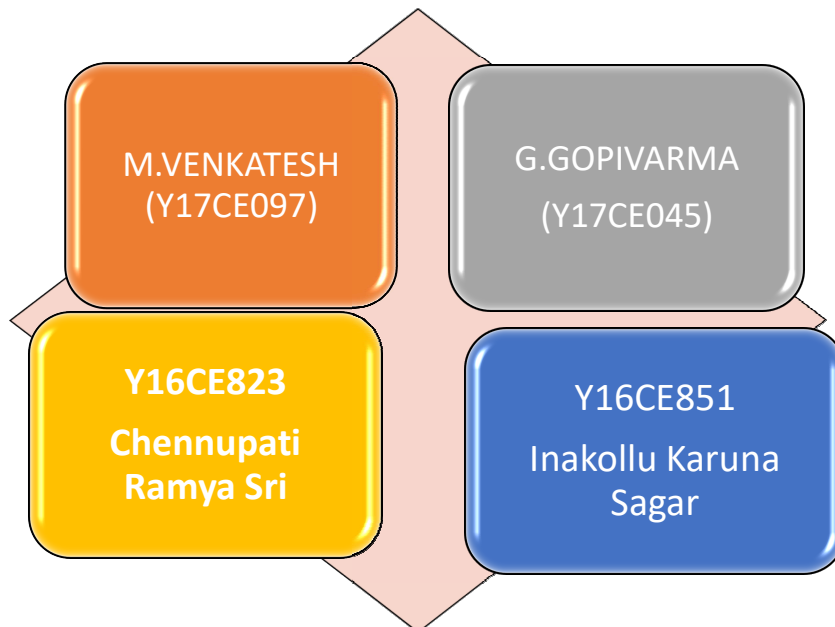 M.VENKATESH
(Y17CE097)
G.GOPIVARMA
(Y17CE045)
Y16CE823
Chennupati
Ramya Sri
Y16CE851
Inakollu Karuna
Sagar